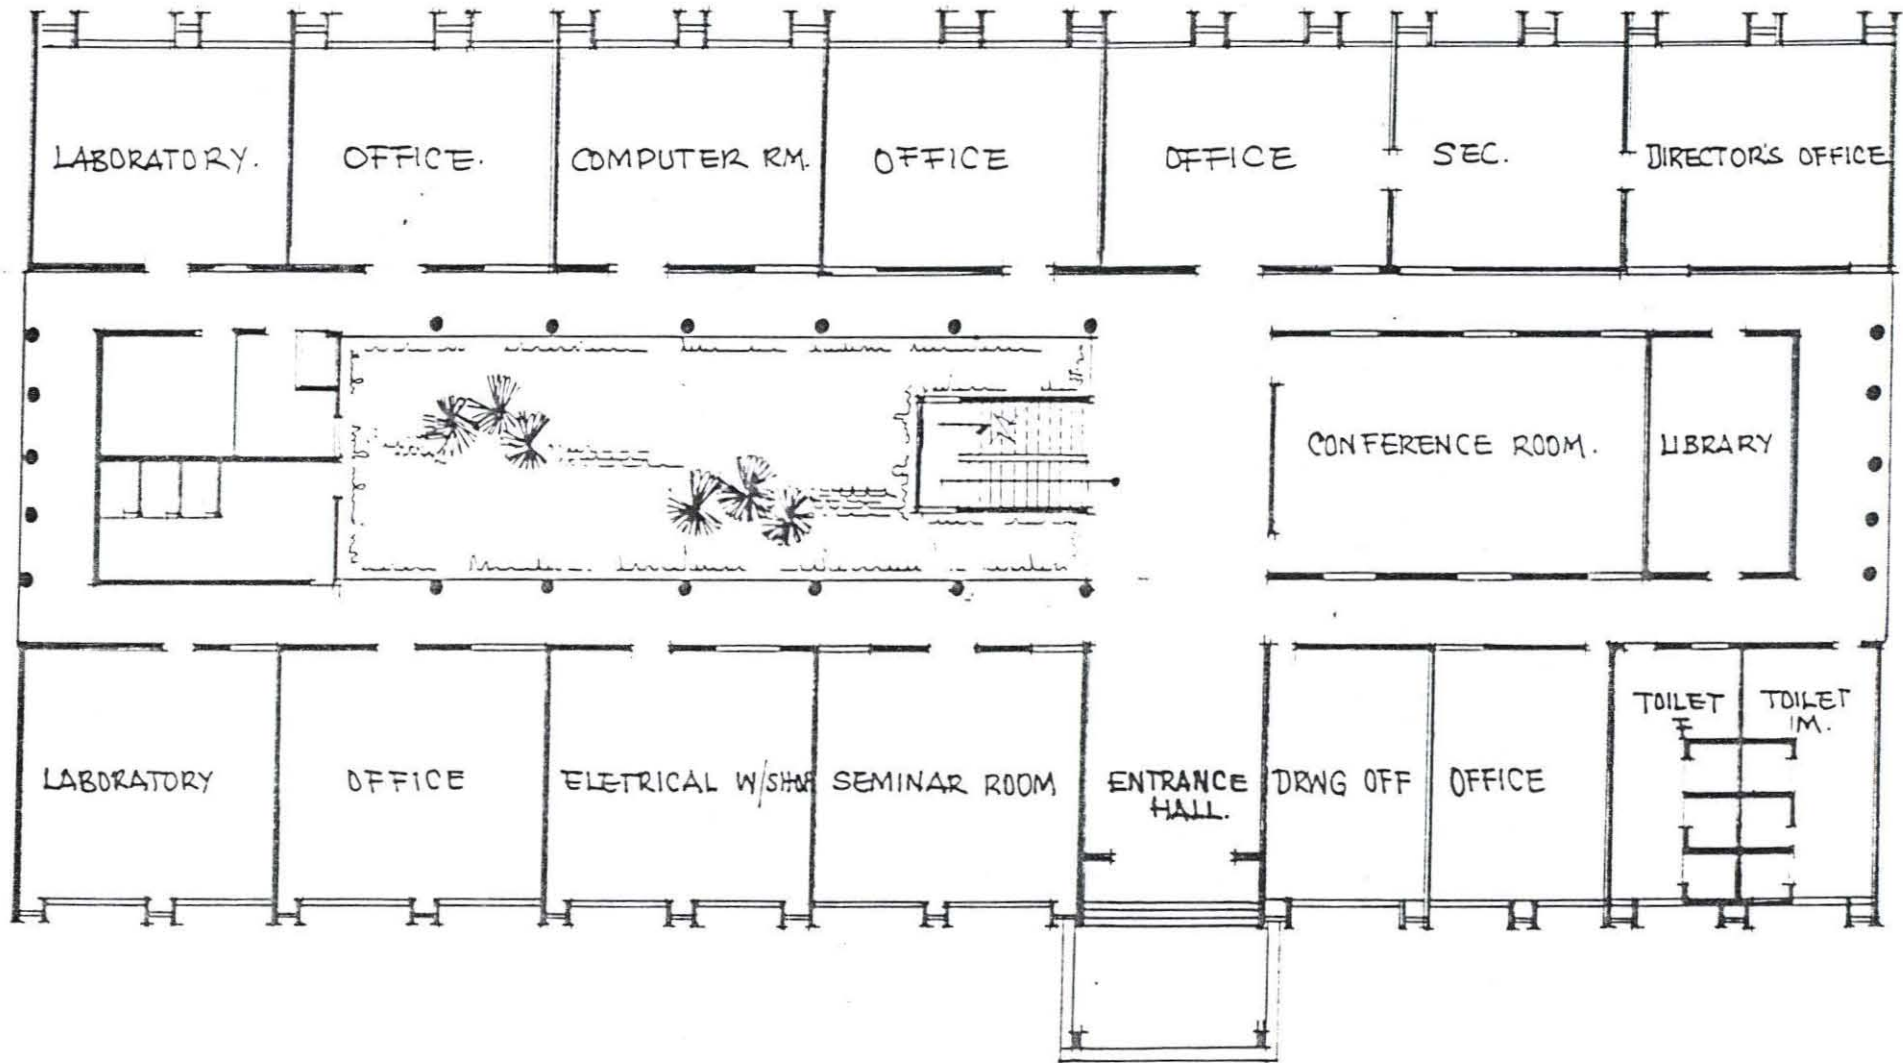 LABORATORY.
OFFICE.
COMPUTER RM.
OFFICE
OFFICE
SEC.
DIRECTOR'S OFFICE
CONFERENCE ROOM.
LIBRARY
TOILET
F
TOILET
M.
LABORATORY
OFFICE
ELETRICAL W/SHOP
SEMINAR ROOM
ENTRANCE
HALL.
DRWG OFF
OFFICE